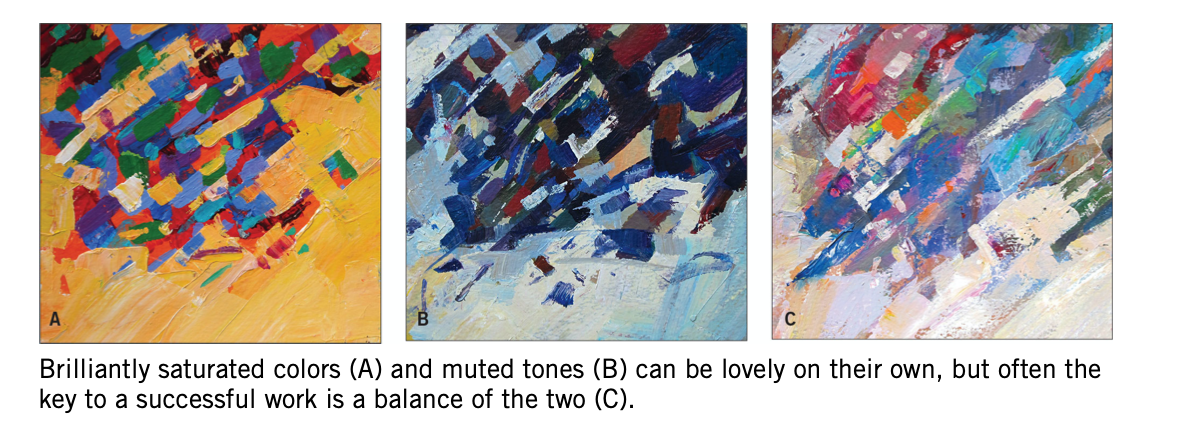 A
B
C
Brilliantly saturated colors (A) and muted tones (B) can be lovely on their own, but often the
key to a successful work is a balance of the two (C).